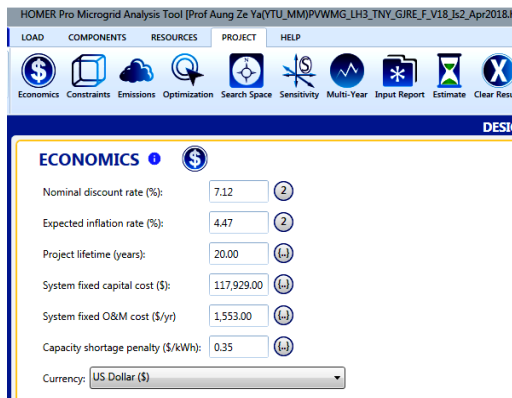 HOMER Pro Microgrid Analysis Tool [Prof Aung Ze Ya(YTU_MM)PVWMG_LH3_TNY_GJRE_F_V18_Is2_Apr2018.
LOAD COMPONENTS RESOURCES PROJECT HELP
Economics Constraints Emissions Optimization Search Space Sensitivity Multi-Year Input Report Estimate Clear Resu
DESI
ECONOMICS i $
Nominal discount rate (%): 7.12 2
Expected inflation rate (%): 4.47 2
Project lifetime (years): 20.00 {..}
System fixed capital cost ($): 117,929.00 {..}
System fixed O&M cost ($/yr) 1,553.00 {..}
Capacity shortage penalty ($/kWh): 0.35 {..}
Currency: US Dollar ($)